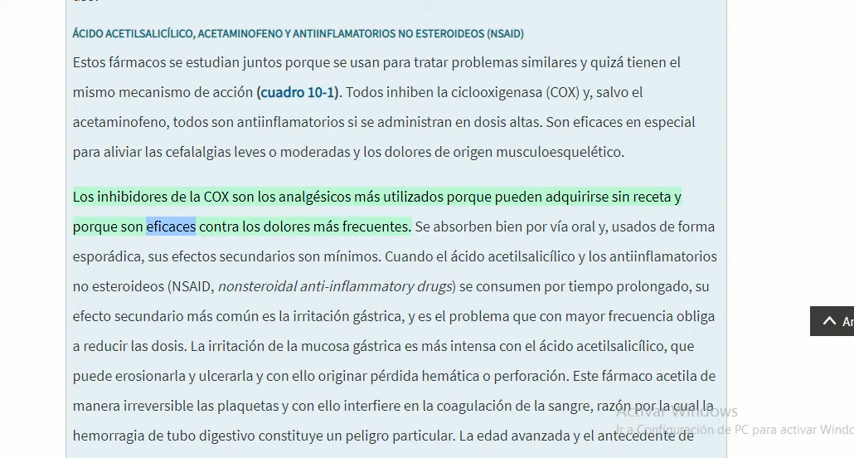 ÁCIDO ACETILSALICÍLICO, ACETAMINOFENO Y ANTIINFLAMATORIOS NO ESTEROIDEOS (NSAID)
Estos fármacos se estudian juntos porque se usan para tratar problemas similares y quizá tienen el
mismo mecanismo de acción (cuadro 10-1). Todos inhiben la ciclooxigenasa (COX) y, salvo el
acetaminofeno, todos son antiinflamatorios si se administran en dosis altas. Son eficaces en especial
para aliviar las cefalalgias leves o moderadas y los dolores de origen musculoesquelético.
Los inhibidores de la COX son los analgésicos más utilizados porque pueden adquirirse sin receta y
porque son eficaces contra los dolores más frecuentes. Se absorben bien por vía oral y, usados de forma
esporádica, sus efectos secundarios son mínimos. Cuando el ácido acetilsalicílico y los antiinflamatorios
no esteroideos (NSAID, nonsteroidal anti-inflammatory drugs) se consumen por tiempo prolongado, su
efecto secundario más común es la irritación gástrica, y es el problema que con mayor frecuencia obliga
a reducir las dosis. La irritación de la mucosa gástrica es más intensa con el ácido acetilsalicílico, que
puede erosionarla y ulcerarla y con ello originar pérdida hemática o perforación. Este fármaco acetila de
manera irreversible las plaquetas y con ello interfiere en la coagulación de la sangre, razón por la cual la
hemorragia de tubo digestivo constituye un peligro particular. La edad avanzada y el antecedente de
Ar
Activar Windows
Ir a Configuración de PC para activar Windo